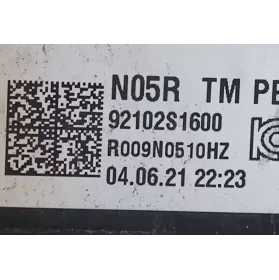 N05R TM PE
92102S1600
R009N0510HZ
04.06.21 22:23